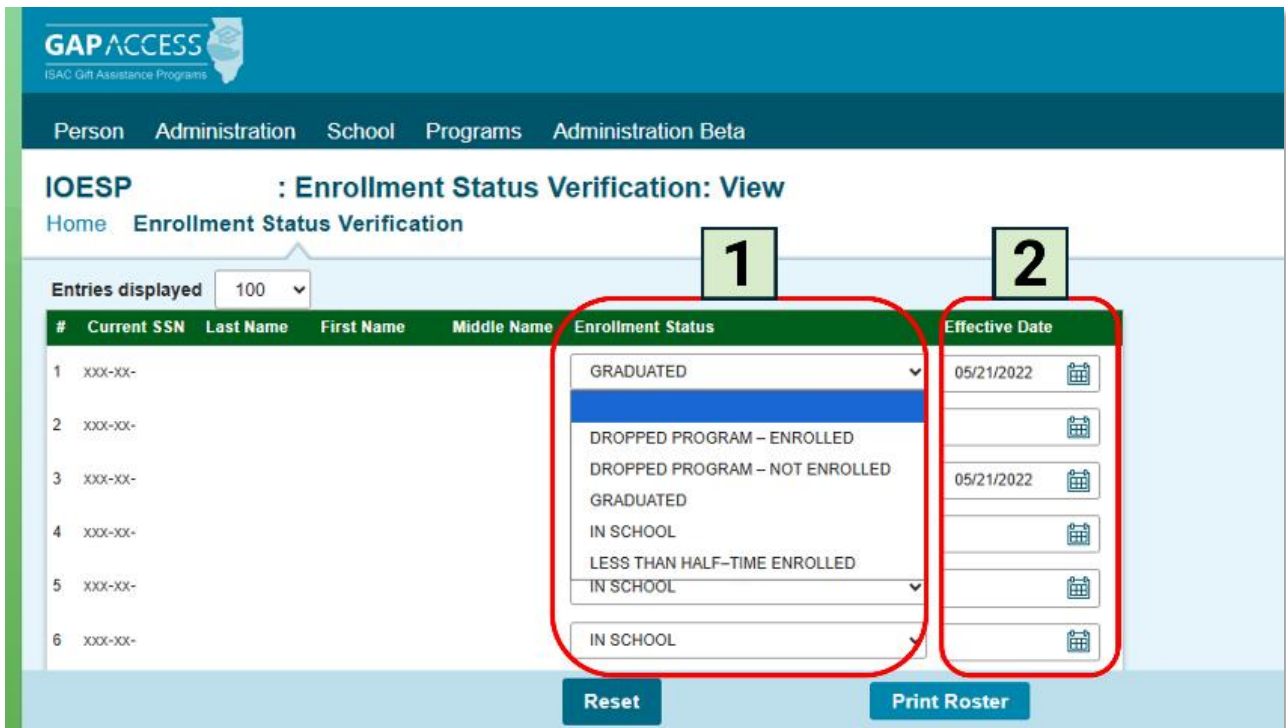 GAP ACCESS
ISAC Gift Assistance Programs
Person Administration School Programs Administration Beta
IOESP : Enrollment Status Verification: View
Home Enrollment Status Verification
1 2
Entries displayed 100
# Current SSN Last Name First Name Middle Name Enrollment Status Effective Date
1 xxx-xx- GRADUATED 05/21/2022
2 xxx-xx-
DROPPED PROGRAM – ENROLLED
DROPPED PROGRAM – NOT ENROLLED
3 xxx-xx- 05/21/2022
GRADUATED
4 xxx-xx- IN SCHOOL
LESS THAN HALF–TIME ENROLLED
5 xxx-xx- IN SCHOOL
6 xxx-xx- IN SCHOOL
Reset Print Roster